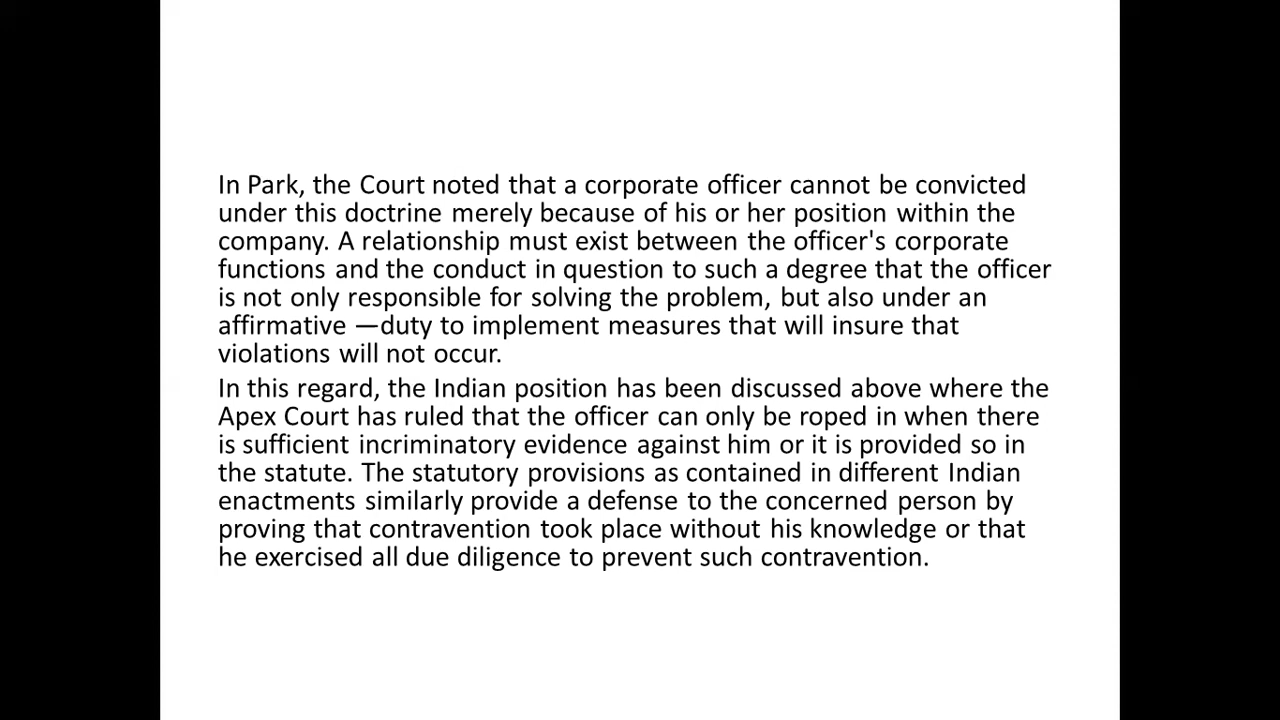 In Park, the Court noted that a corporate officer cannot be convicted
under this doctrine merely because of his or her position within the
company. A relationship must exist between the officer's corporate
functions and the conduct in question to such a degree that the officer
is not only responsible for solving the problem, but also under an
affirmative —duty to implement measures that will insure that
violations will not occur.
In this regard, the Indian position has been discussed above where the
Apex Court has ruled that the officer can only be roped in when there
is sufficient incriminatory evidence against him or it is provided so in
the statute. The statutory provisions as contained in different Indian
enactments similarly provide a defense to the concerned person by
proving that contravention took place without his knowledge or that
he exercised all due diligence to prevent such contravention.